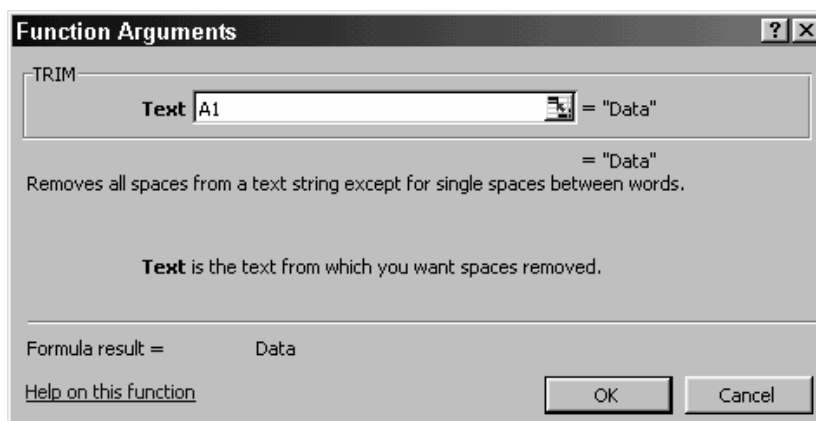 Function Arguments
TRIM
Text A1 = "Data"
= "Data"
Removes all spaces from a text string except for single spaces between words.
Text is the text from which you want spaces removed.
Formula result = Data
Help on this function OK Cancel